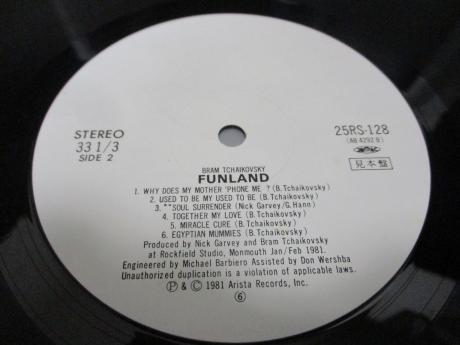 STEREO
33 1/3
SIDE 2
25RS-128
(AB 4292 B)
見本盤
BRAM TCHAIKOVSKY
FUNLAND
1. WHY DOES MY MOTHER 'PHONE ME ? (B.Tchaikovsky)
2. USED TO BE MY USED TO BE (B.Tchaikovsky)
3. **SOUL SURRENDER (Nick Garvey/G.Hann)
4. TOGETHER MY LOVE (B.Tchaikovsky)
5. MIRACLE CURE (B.Tchaikovsky)
6. EGYPTIAN MUMMIES (B.Tchaikovsky)
Produced by Nick Garvey and Bram Tchaikovsky
at Rockfield Studio, Monmouth Jan/Feb 1981.
Engineered by Michael Barbiero Assisted by Don Wershba
Unauthorized duplication is a violation of applicable laws.
Ⓟ & © 1981 Arista Records, Inc.
⑥